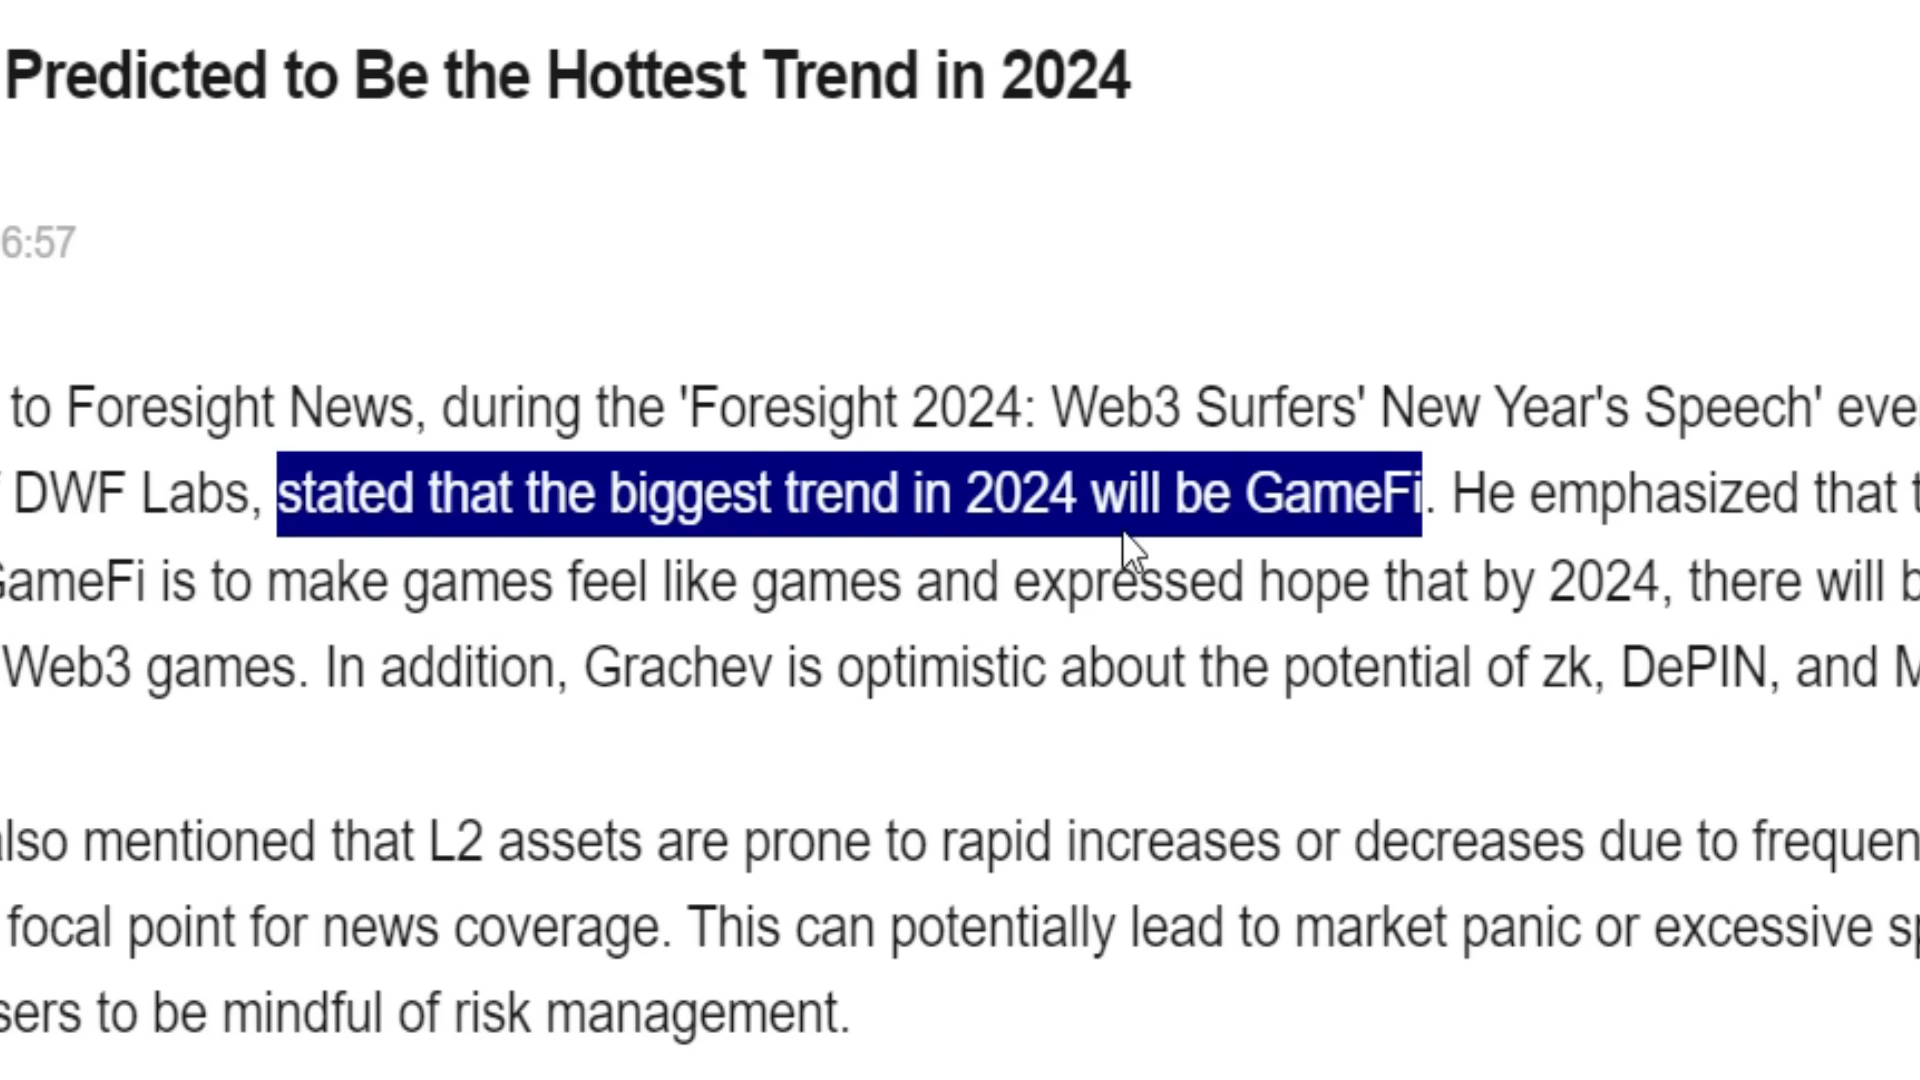 Predicted to Be the Hottest Trend in 2024
6:57
to Foresight News, during the 'Foresight 2024: Web3 Surfers' New Year's Speech' eve
DWF Labs, stated that the biggest trend in 2024 will be GameFi. He emphasized that t
GameFi is to make games feel like games and expressed hope that by 2024, there will b
Web3 games. In addition, Grachev is optimistic about the potential of zk, DePIN, and M
also mentioned that L2 assets are prone to rapid increases or decreases due to frequen
focal point for news coverage. This can potentially lead to market panic or excessive sp
sers to be mindful of risk management.